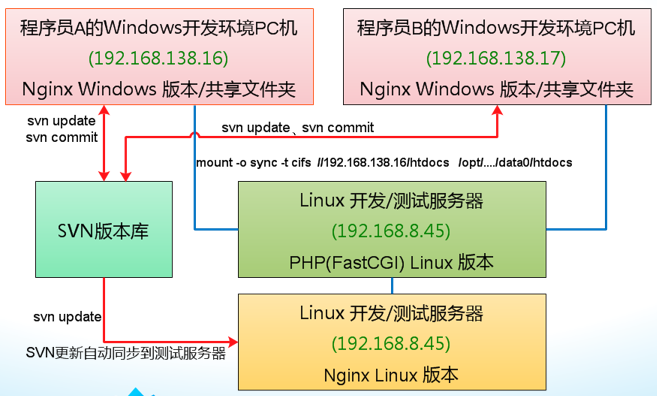 程序员A的Windows开发环境PC机
(192.168.138.16)
Nginx Windows 版本/共享文件夹
程序员B的Windows开发环境PC机
(192.168.138.17)
Nginx Windows 版本/共享文件夹
svn update
svn commit
svn update、svn commit
mount -o sync -t cifs //192.168.138.16/htdocs /opt/..../data0/htdocs
SVN版本库
Linux 开发/测试服务器
(192.168.8.45)
PHP(FastCGI) Linux 版本
svn update
SVN更新自动同步到测试服务器
Linux 开发/测试服务器
(192.168.8.45)
Nginx Linux 版本